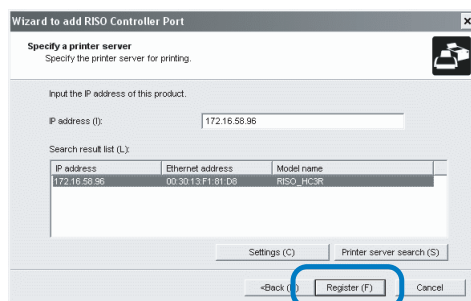 Wizard to add RISO Controller Port
Specify a printer server
Specify the printer server for printing.
Input the IP address of this product.
IP address (I): 172.16.58.96
Search result list (L):
IP address Ethernet address Model name
172.16.58.96 00:30:13:F1:81:D8 RISO_HC3R
Settings (C) Printer server search (S)
<Back Register (F) Cancel